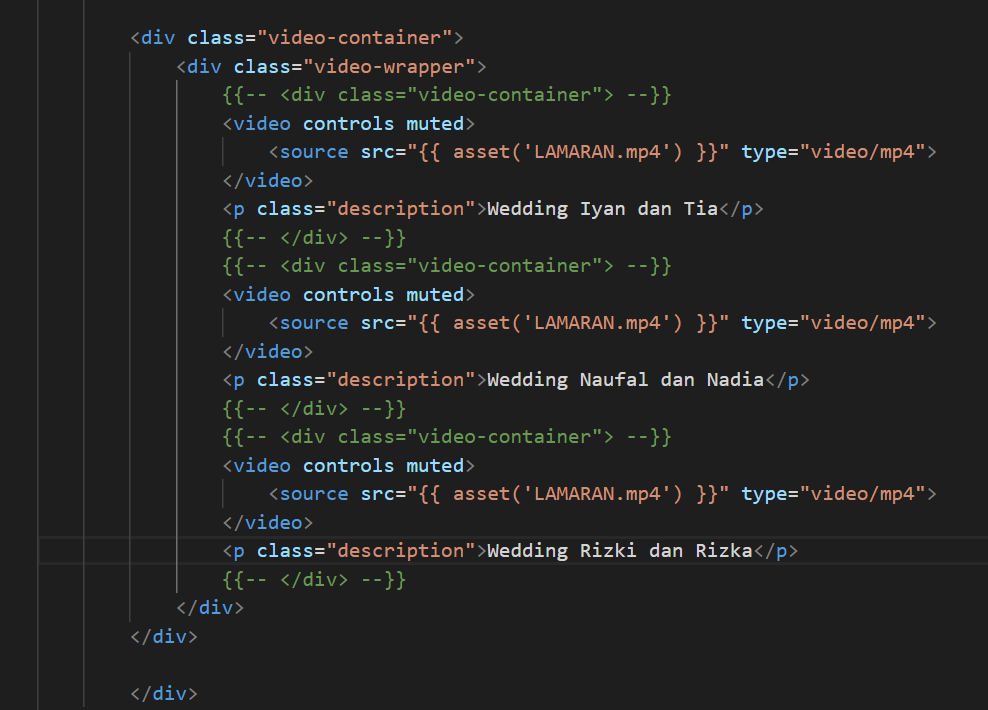 <div class="video-container">
<div class="video-wrapper">
{{-- <div class="video-container"> --}}
<video controls muted>
<source src="{{ asset('LAMARAN.mp4') }}" type="video/mp4">
</video>
<p class="description">Wedding Iyan dan Tia</p>
{{-- </div> --}}
{{-- <div class="video-container"> --}}
<video controls muted>
<source src="{{ asset('LAMARAN.mp4') }}" type="video/mp4">
</video>
<p class="description">Wedding Naufal dan Nadia</p>
{{-- </div> --}}
{{-- <div class="video-container"> --}}
<video controls muted>
<source src="{{ asset('LAMARAN.mp4') }}" type="video/mp4">
</video>
<p class="description">Wedding Rizki dan Rizka</p>
{{-- </div> --}}
</div>
</div>
</div>